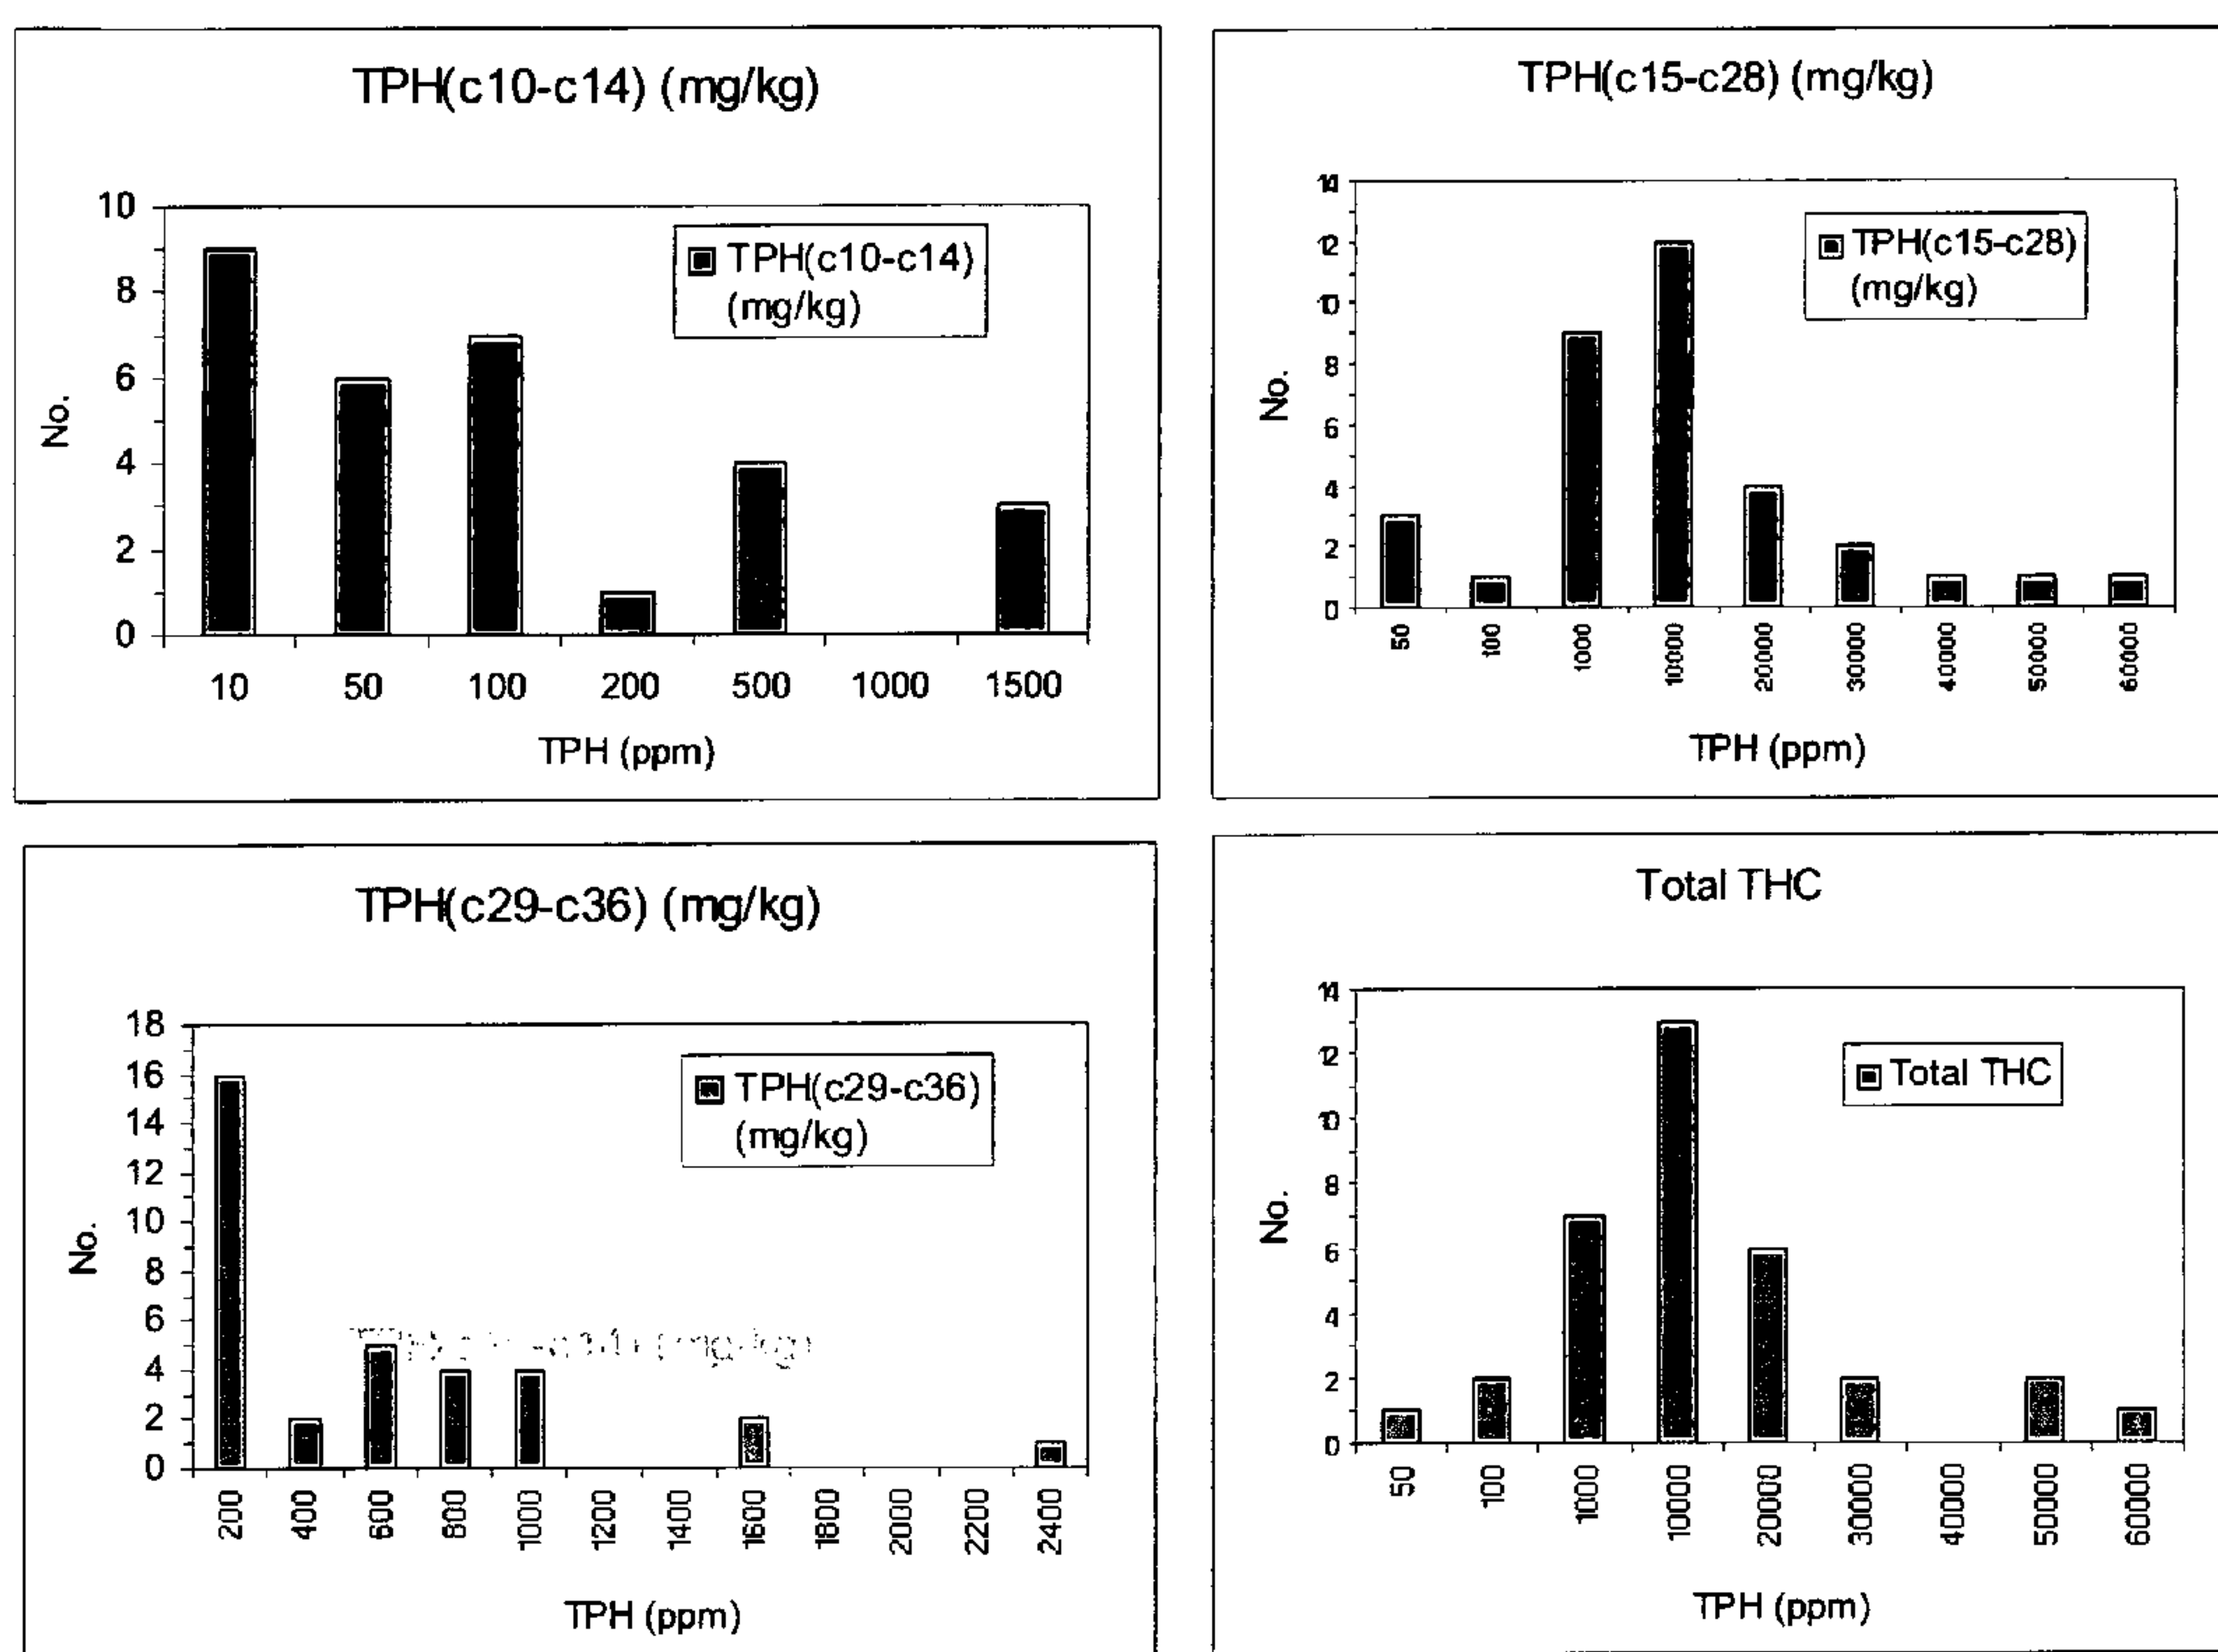 TPH(c10-c14) (mg/kg)
10
8
6
4
2
0
No.
TPH(c10-c14)
(mg/kg)
10 50 100 200 500 1000 1500
TPH (ppm)
TPH(c15-c28) (mg/kg)
14
12
10
8
6
4
2
0
No.
TPH(c15-c28)
(mg/kg)
50 100 1000 10000 20000 30000 40000 50000 60000
TPH (ppm)
TPH(c29-c36) (mg/kg)
18
16
14
12
10
8
6
4
2
0
No.
TPH(c29-c36)
(mg/kg)
(mg/kg)
200 400 600 800 1000 1200 1400 1600 1800 2000 2200 2400
TPH (ppm)
Total THC
14
12
10
8
6
4
2
0
No.
Total THC
50 100 1000 10000 20000 30000 40000 50000 60000
TPH (ppm)